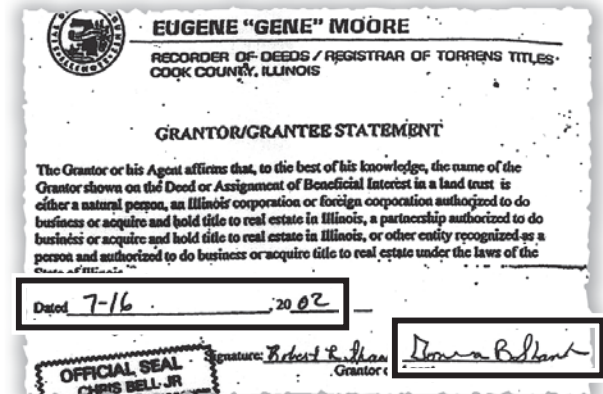 EUGENE "GENE" MOORE
RECORDER OF DEEDS / REGISTRAR OF TORRENS TITLES
COOK COUNTY, ILLINOIS
GRANTOR/GRANTEE STATEMENT
The Grantor or his Agent affirms that, to the best of his knowledge, the name of the
Grantor shown on the Deed or Assignment of Beneficial Interest in a land trust is
either a natural person, an Illinois corporation or foreign corporation authorized to do
business or acquire and hold title to real estate in Illinois, a partnership authorized to do
business or acquire and hold title to real estate in Illinois, or other entity recognized as a
person and authorized to do business or acquire title to real estate under the laws of the
State of Illinois.
Dated 7-16 , 20 02
Signature: Robert L.
Grantor
OFFICIAL SEAL
CHRIS BELL-JR